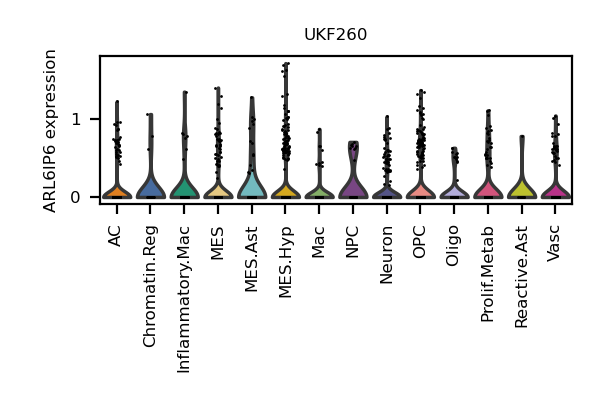 UKF260
ARL6IP6 expression
1
0
AC
Chromatin.Reg
Inflammatory.Mac
MES
MES.Ast
MES.Hyp
Mac
NPC
Neuron
OPC
Oligo
Prolif.Metab
Reactive.Ast
Vasc